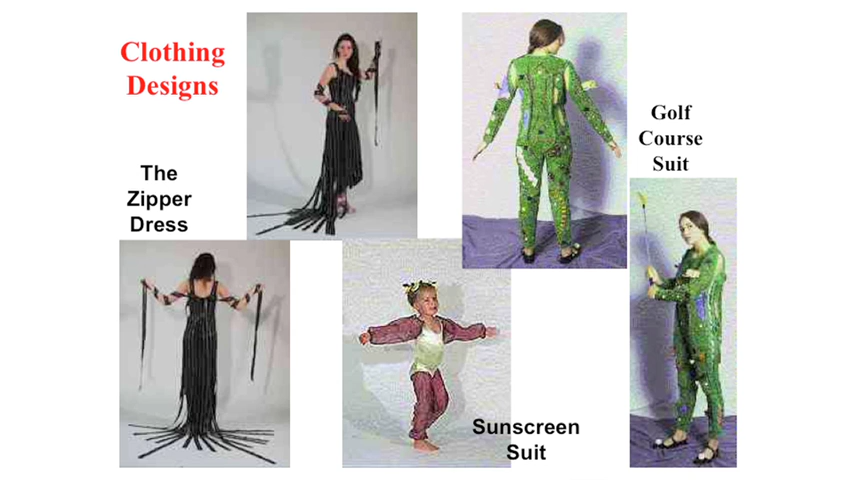 Clothing
Designs
The
Zipper
Dress
Golf
Course
Suit
Sunscreen
Suit